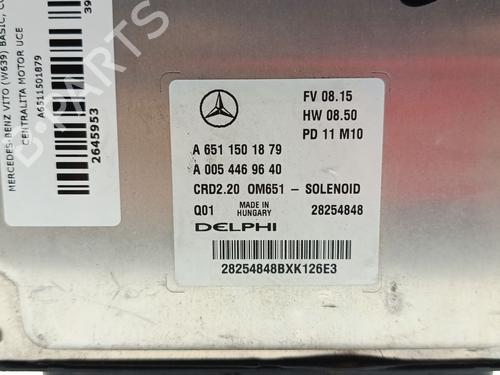 MERCEDES-BENZ VITO (W639) BASIC, C
CENTRALITA MOTOR UCE
A6511501879
2645953
39
B-PARTS
FV 08.15
HW 08.50
PD 11 M10
A 651 150 18 79
A 005 446 96 40
CRD2.20 OM651 – SOLENOID
Q01 MADE IN HUNGARY 28254848
DELPHI
28254848BXK126E3